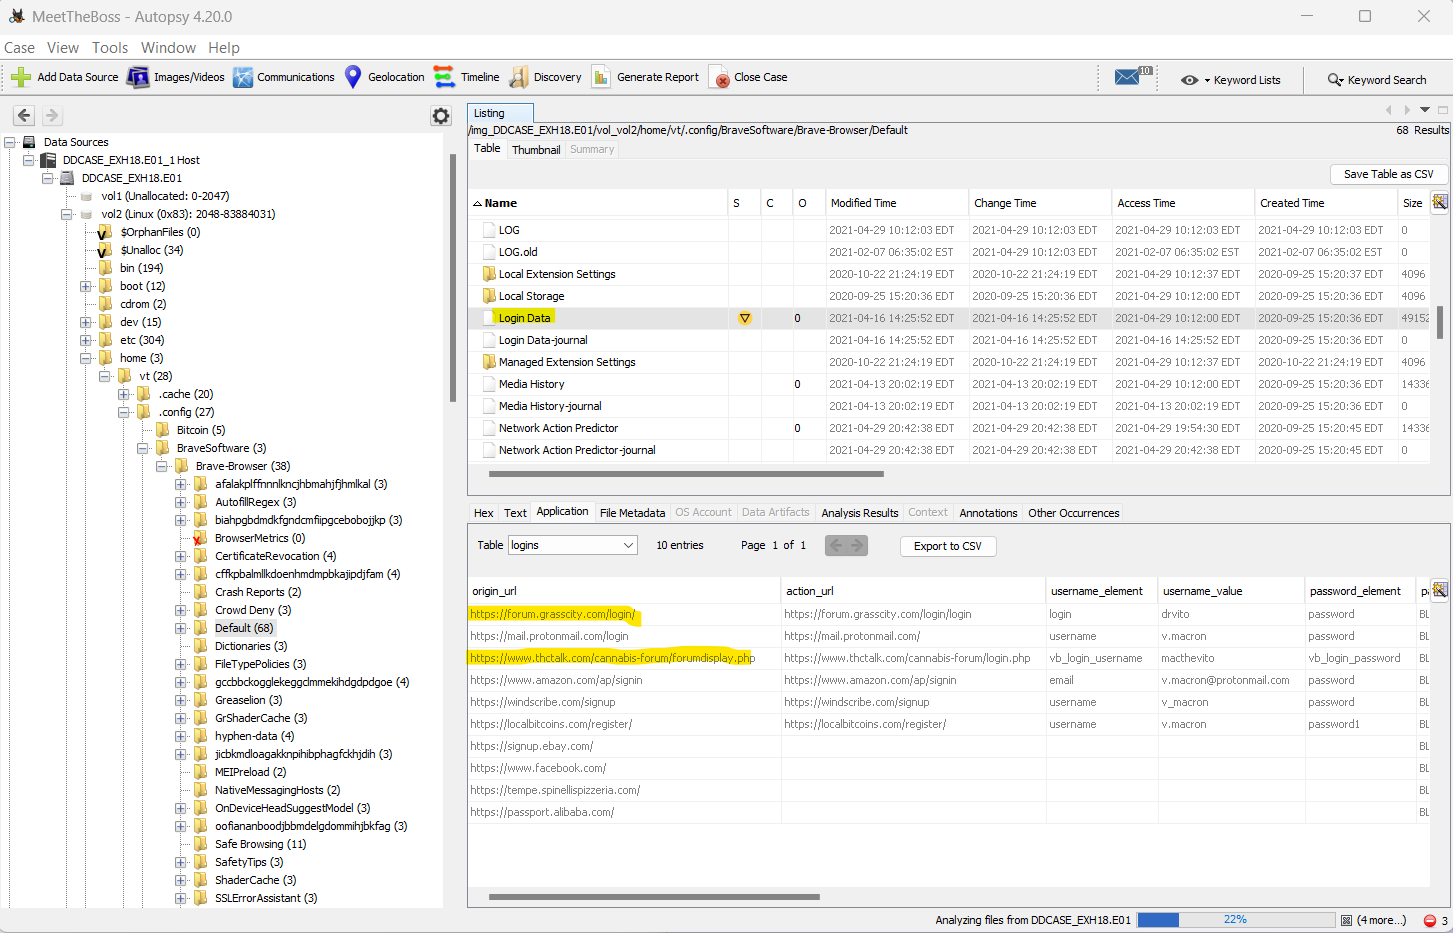 MeetTheBoss - Autopsy 4.20.0
Case View Tools Window Help
Add Data Source Images/Videos Communications Geolocation Timeline Discovery Generate Report Close Case 10 Keyword Lists Keyword Search
Data Sources
DDCASE_EXH18.E01_1 Host
DDCASE_EXH18.E01
vol1 (Unallocated: 0-2047)
vol2 (Linux (0x83): 2048-83884031)
$OrphanFiles (0)
$Unalloc (34)
bin (194)
boot (12)
cdrom (2)
dev (15)
etc (304)
home (3)
vt (28)
.cache (20)
.config (27)
Bitcoin (5)
BraveSoftware (3)
Brave-Browser (38)
afalakplffnnnlkncjhbmahjfjhmlkal (3)
AutofillRegex (3)
biahpgbdmdkfgndcmfiipgcebobojjkp (3)
BrowserMetrics (0)
CertificateRevocation (4)
cffkpbalmllkdoenhmdmpbkajipdjfam (4)
Crash Reports (2)
Crowd Deny (3)
Default (68)
Dictionaries (3)
FileTypePolicies (3)
gccbbckogglekeggclmmekihdgdpdgoe (4)
Greaselion (3)
GrShaderCache (3)
hyphen-data (4)
jicbkmdloagakknpihibphagfckhjdih (3)
MEIPreload (2)
NativeMessagingHosts (2)
OnDeviceHeadSuggestModel (3)
oofiananboodjbbmdelgdommihjbkfag (3)
Safe Browsing (11)
SafetyTips (3)
ShaderCache (3)
SSLErrorAssistant (3)
Listing
/img_DDCASE_EXH18.E01/vol_vol2/home/vt/.config/BraveSoftware/Brave-Browser/Default 68 Results
Table Thumbnail Summary
Save Table as CSV
Name S C O Modified Time Change Time Access Time Created Time Size
LOG 2021-04-29 10:12:03 EDT 2021-04-29 10:12:03 EDT 2021-04-29 10:12:03 EDT 2021-04-29 10:12:03 EDT 0
LOG.old 2021-02-07 06:35:02 EST 2021-04-29 10:12:03 EDT 2021-02-07 06:35:02 EST 2021-02-07 06:35:02 EST 0
Local Extension Settings 2020-10-22 21:24:19 EDT 2020-10-22 21:24:19 EDT 2021-04-29 10:12:37 EDT 2020-09-25 15:20:37 EDT 4096
Local Storage 2020-09-25 15:20:36 EDT 2020-09-25 15:20:36 EDT 2021-04-29 10:12:03 EDT 2020-09-25 15:20:36 EDT 4096
Login Data 0 2021-04-16 14:25:52 EDT 2021-04-16 14:25:52 EDT 2021-04-29 10:12:00 EDT 2020-09-25 15:20:36 EDT 49152
Login Data-journal 2021-04-16 14:25:52 EDT 2021-04-16 14:25:52 EDT 2021-04-16 14:25:52 EDT 2020-09-25 15:20:36 EDT 0
Managed Extension Settings 2020-10-22 21:24:19 EDT 2020-10-22 21:24:19 EDT 2021-04-29 10:12:03 EDT 2020-10-22 21:24:19 EDT 4096
Media History 0 2021-04-13 20:02:19 EDT 2021-04-13 20:02:19 EDT 2021-04-29 10:12:00 EDT 2020-09-25 15:20:36 EDT 14336
Media History-journal 2021-04-13 20:02:19 EDT 2021-04-13 20:02:19 EDT 2021-04-13 20:02:19 EDT 2020-09-25 15:20:36 EDT 0
Network Action Predictor 0 2021-04-29 20:42:38 EDT 2021-04-29 20:42:38 EDT 2021-04-29 19:54:30 EDT 2020-09-25 15:20:45 EDT 14336
Network Action Predictor-journal 2021-04-29 20:42:38 EDT 2021-04-29 20:42:38 EDT 2021-04-29 20:42:38 EDT 2020-09-25 15:20:45 EDT 0
Hex Text Application File Metadata OS Account Data Artifacts Analysis Results Context Annotations Other Occurrences
Table logins 10 entries Page 1 of 1 Export to CSV
origin_url action_url username_element username_value password_element
https://forum.grasscity.com/login/ https://forum.grasscity.com/login/login login drvito password BL
https://mail.protonmail.com/login https://mail.protonmail.com/ username v.macron password BL
https://www.thctalk.com/cannabis-forum/forumdisplay.php https://www.thctalk.com/cannabis-forum/login.php vb_login_username macthevito vb_login_password BL
https://www.amazon.com/ap/signin https://www.amazon.com/ap/signin email v.macron@protonmail.com password BL
https://windscribe.com/signup https://windscribe.com/signup username v_macron password BL
https://localbitcoins.com/register/ https://localbitcoins.com/register/ username v.macron password1 BL
https://signup.ebay.com/ BL
https://www.facebook.com/ BL
https://tempe.spinellispizzeria.com/ BL
https://passport.alibaba.com/ BL
Analyzing files from DDCASE_EXH18.E01 22% (4 more...) 3